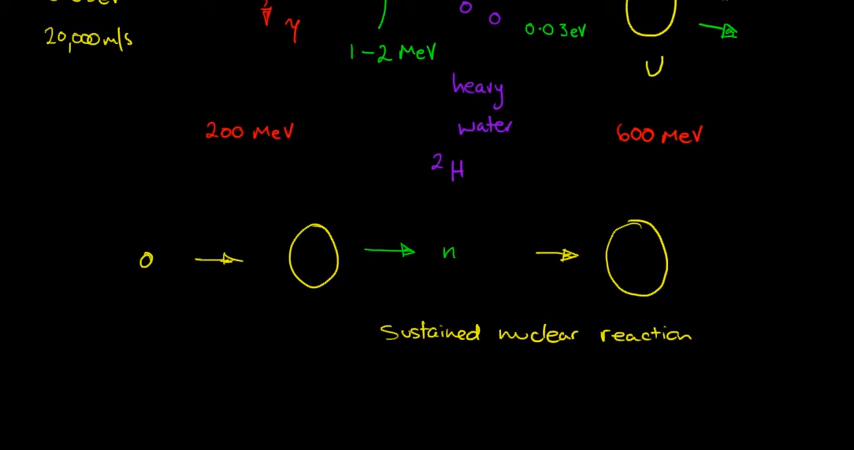 20,000m/s
γ
1-2 MeV
0.03eV
U
heavy
water
200 MeV
600 MeV
²H
n
Sustained nuclear reaction